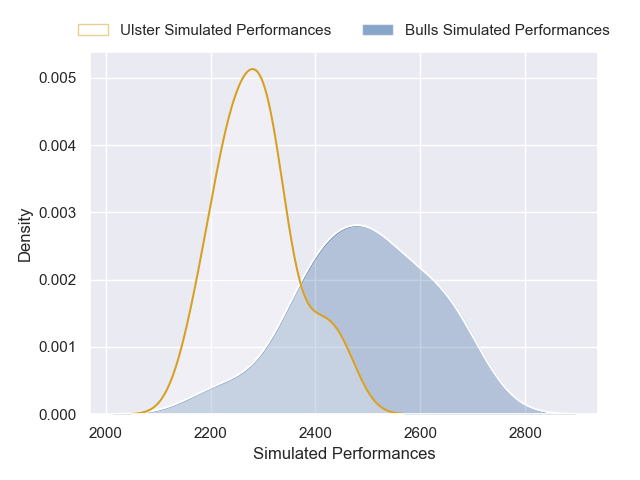 Ulster Simulated Performances
Bulls Simulated Performances
0.005
0.004
0.003
0.002
0.001
0.000
Density
2000 2200 2400 2600 2800
Simulated Performances